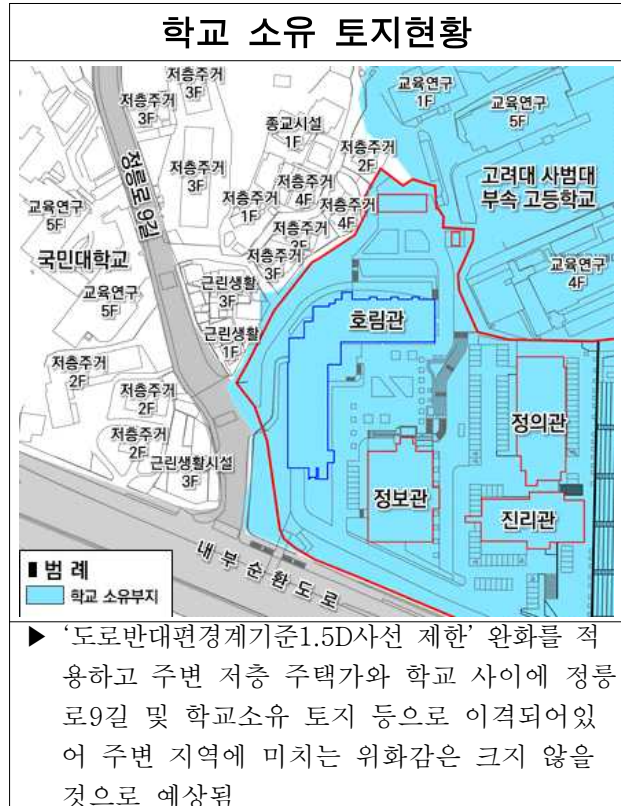 학교 소유 토지현황
저층주거
3F
저층주거
3F
교육연구
1F
교육연구
5F
종교시설
1F
저층주거
2F
정릉로 9길
저층주거
3F
저층주거
4F
고려대 사범대
부속 고등학교
교육연구
5F
저층주거
1F
저층주거
4F
저층주거
국민대학교
저층주거
3F
교육연구
4F
근린생활
3F
교육연구
5F
호림관
근린생활
1F
저층주거
2F
저층주거
2F
저층주거
2F
정의관
근린생활시설
3F
정보관
진리관
내부순환도로
■ 범 례
학교 소유부지
▶ ‘도로반대편경계기준1.5D사선 제한’ 완화를 적
용하고 주변 저층 주택가와 학교 사이에 정릉
로9길 및 학교소유 토지 등으로 이격되어있
어 주변 지역에 미치는 위화감은 크지 않을
것으로 예상됨